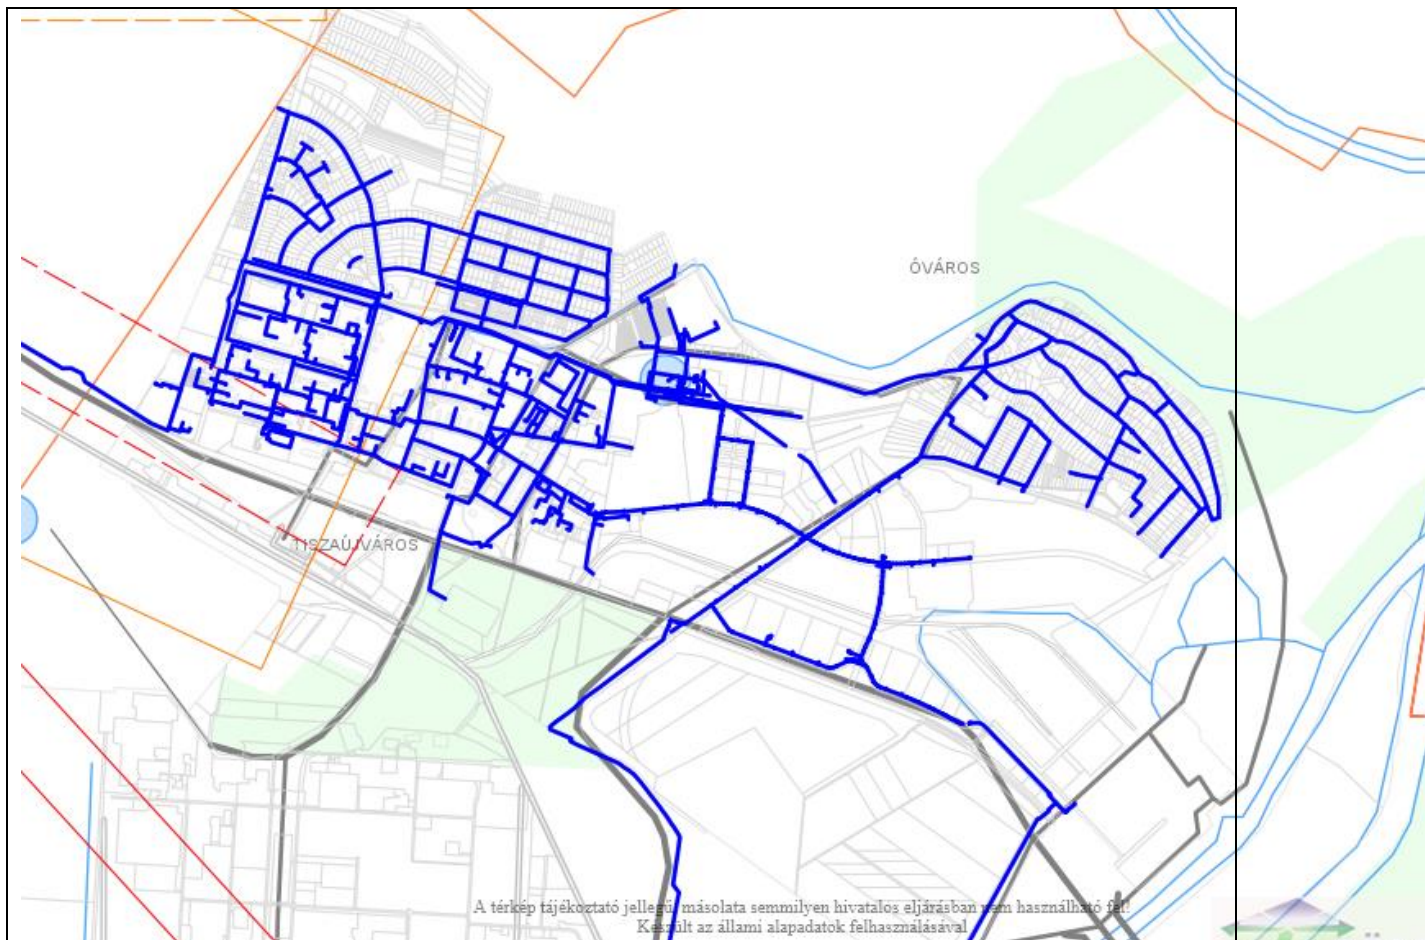 ÓVÁROS
TISZAÚJVÁROS
A térkép tájékoztató jellegű, másolata semmilyen hivatalos eljárásban nem használható fel!
Készült az állami alapadatok felhasználásával